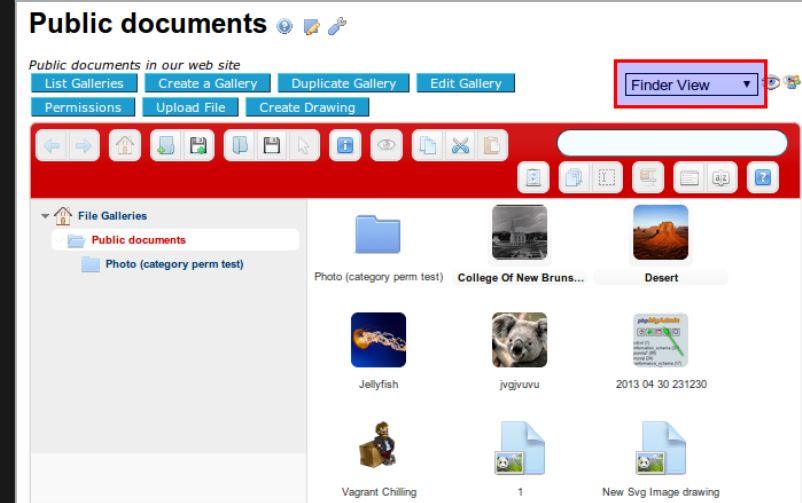 Public documents
Public documents in our web site
List Galleries Create a Gallery Duplicate Gallery Edit Gallery
Finder View
Permissions Upload File Create Drawing
File Galleries
Public documents
Photo (category perm test)
Photo (category perm test) College Of New Bruns... Desert
phpMyAdmin
Jellyfish jvgjvuvu 2013 04 30 231230
Vagrant Chilling 1 New Svg Image drawing